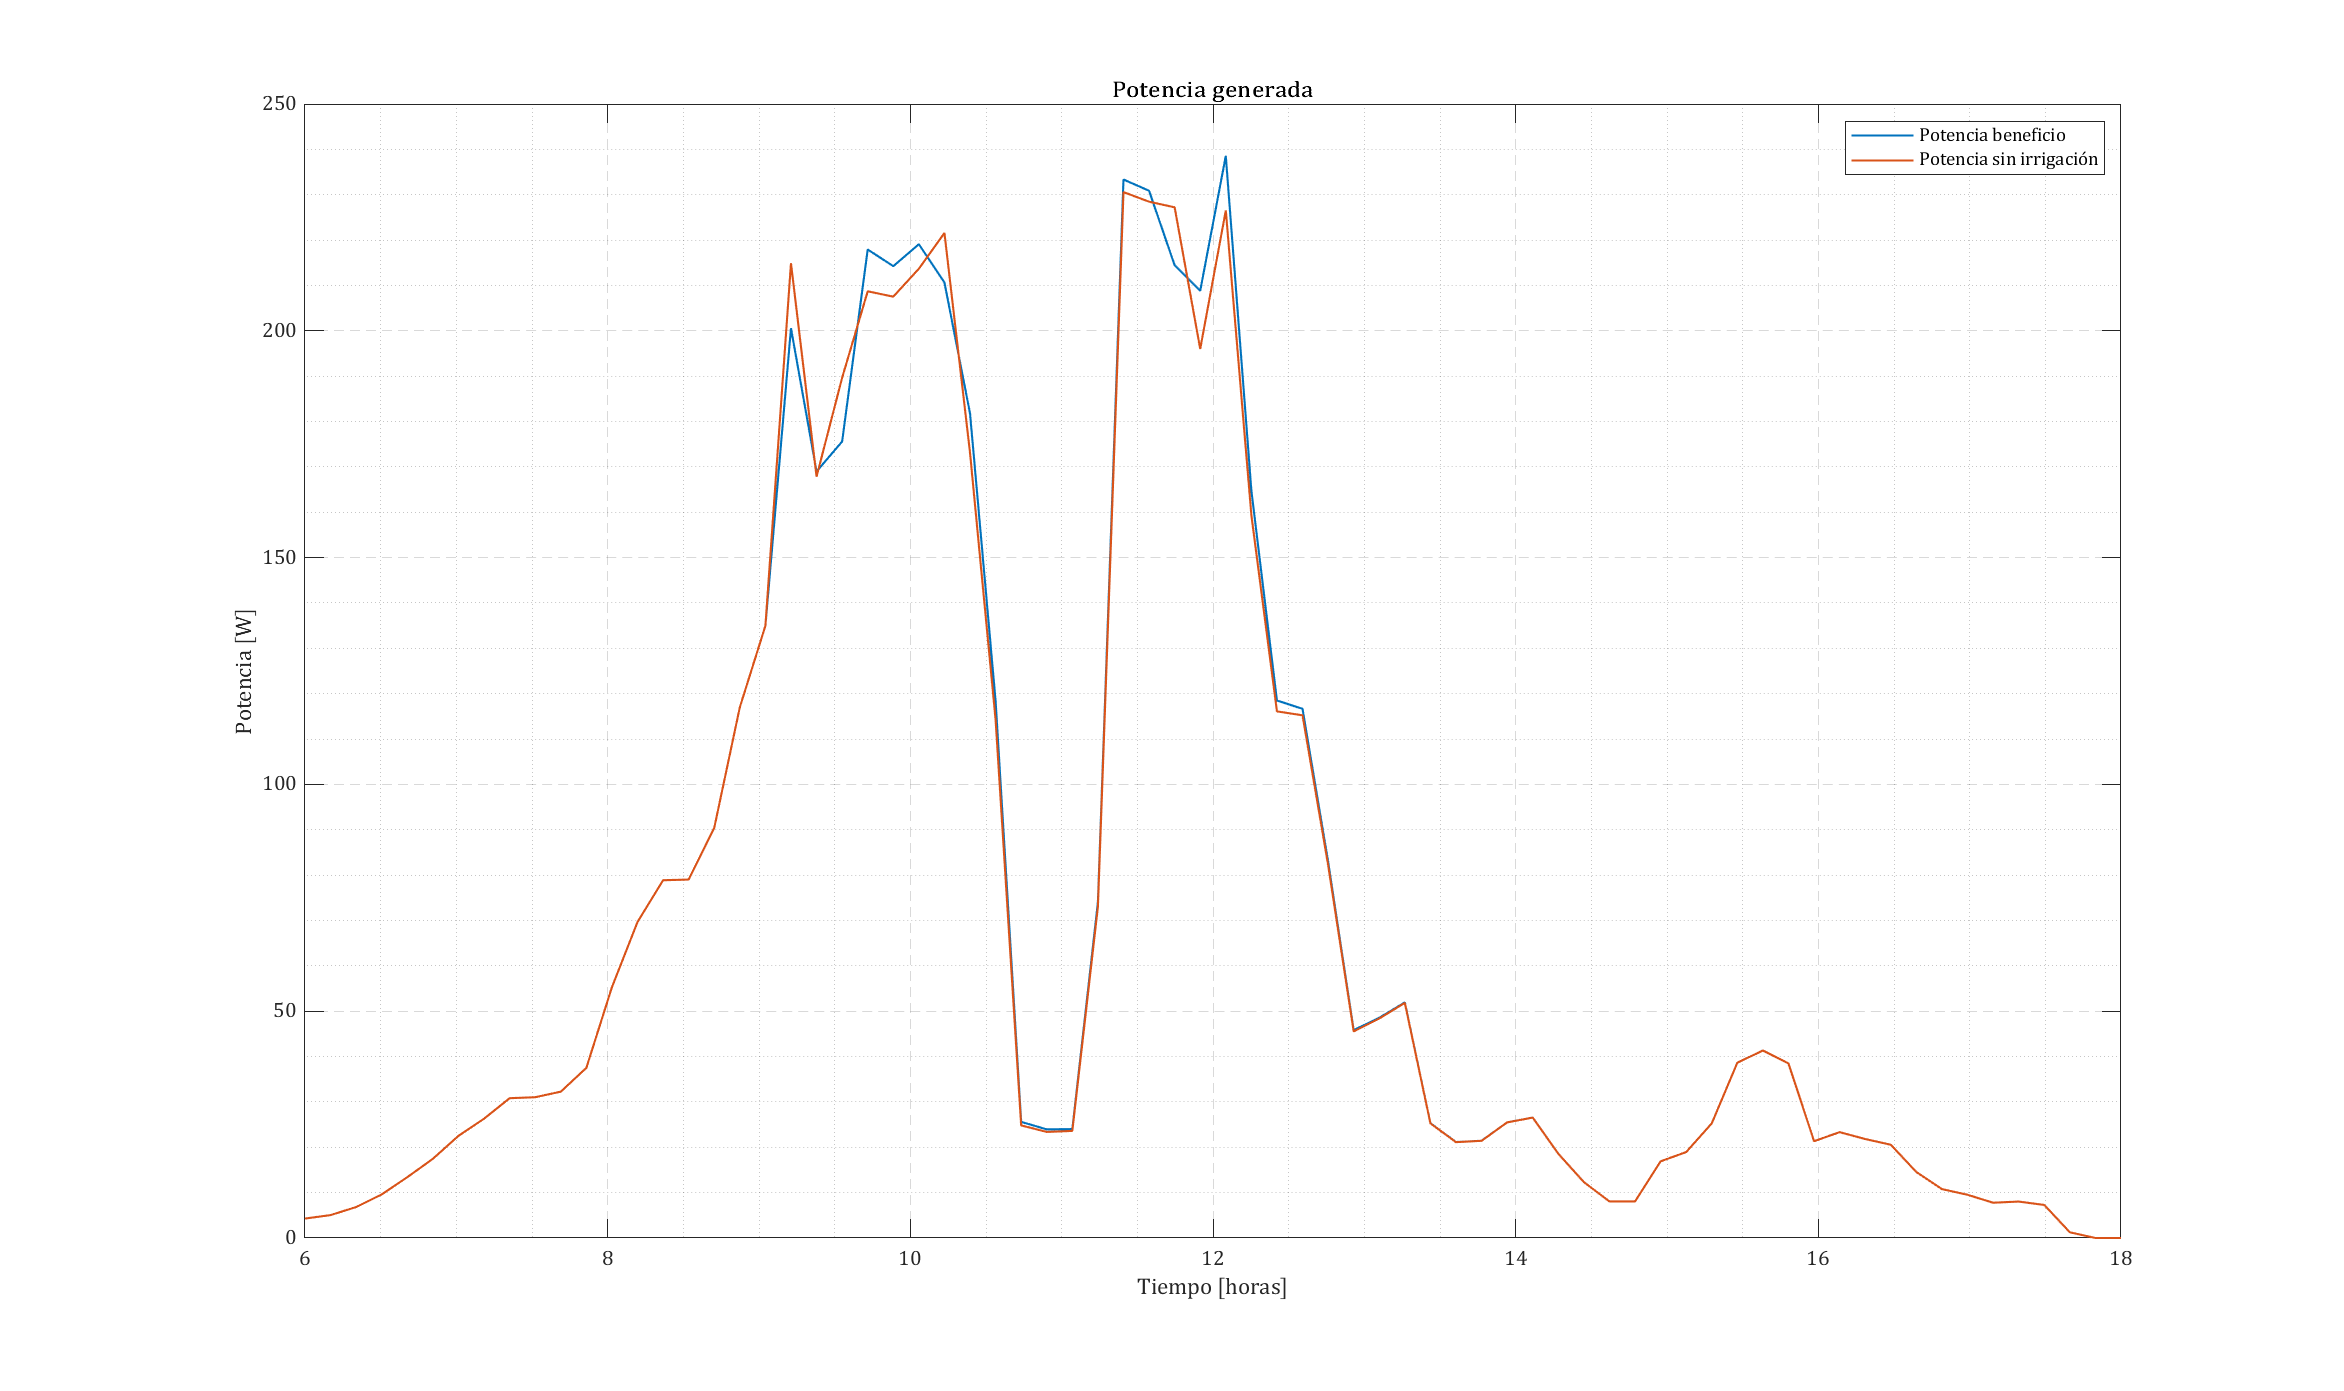 Potencia generada
250
Potencia beneficio
Potencia sin irrigación
200
150
Potencia [W]
100
50
0
6 8 10 12 14 16 18
Tiempo [horas]